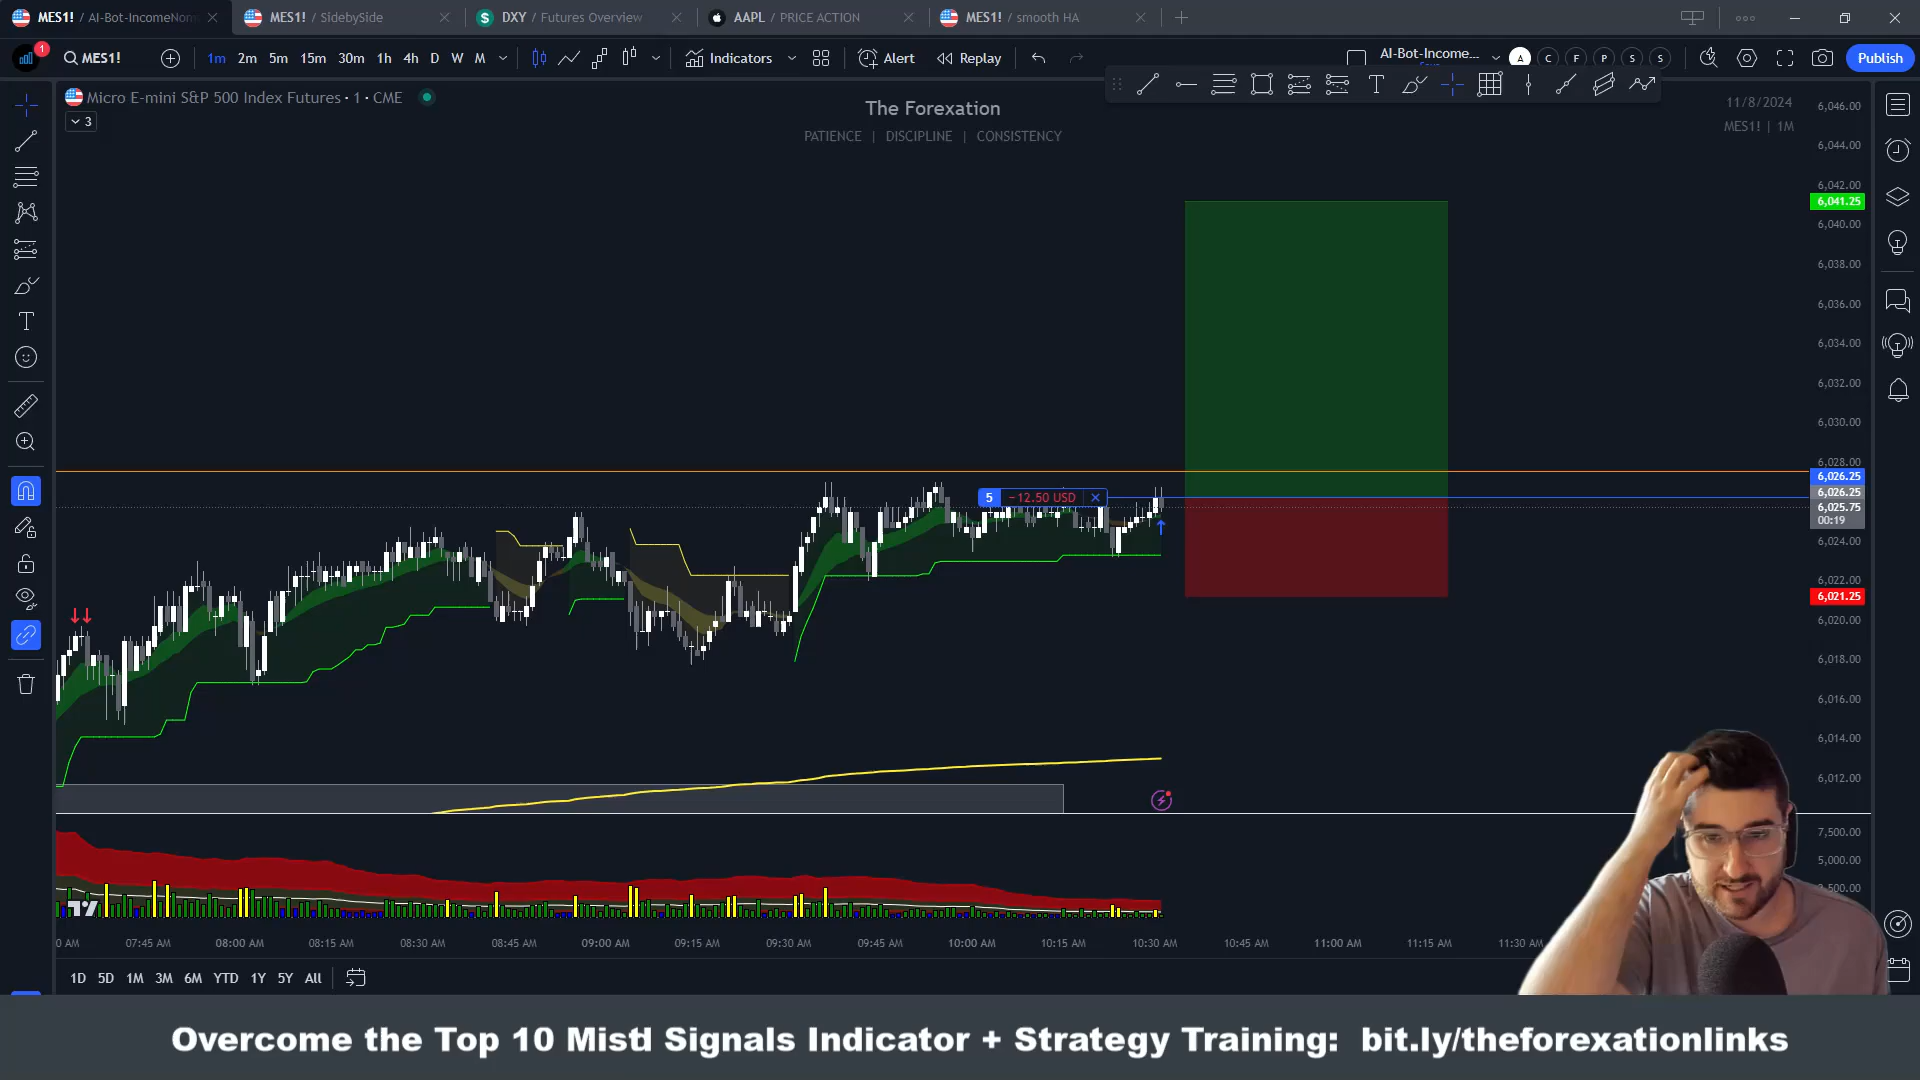 MES1! / AI-Bot-IncomeNorm
MES1! / SidebySide
DXY / Futures Overview
AAPL / PRICE ACTION
MES1! / smooth HA
1
MES1!
1m 2m 5m 15m 30m 1h 4h D W M
Indicators
Alert
Replay
AI-Bot-Income...
A C F P S S
Publish
Micro E-mini S&P 500 Index Futures · 1 · CME
3
The Forexation
PATIENCE | DISCIPLINE | CONSISTENCY
11/8/2024
MES1! | 1M
6,046.00
6,044.00
6,042.00
6,041.25
6,040.00
6,038.00
6,036.00
6,034.00
6,032.00
6,030.00
6,028.00
6,026.25
6,026.25
6,025.75
00:19
6,024.00
6,022.00
6,021.25
6,020.00
6,018.00
6,016.00
6,014.00
6,012.00
5 −12.50 USD
7,500.00
5,000.00
0 AM 07:45 AM 08:00 AM 08:15 AM 08:30 AM 08:45 AM 09:00 AM 09:15 AM 09:30 AM 09:45 AM 10:00 AM 10:15 AM 10:30 AM 10:45 AM 11:00 AM 11:15 AM 11:30 AM
1D 5D 1M 3M 6M YTD 1Y 5Y All
Overcome the Top 10 Mistl Signals Indicator + Strategy Training: bit.ly/theforexationlinks